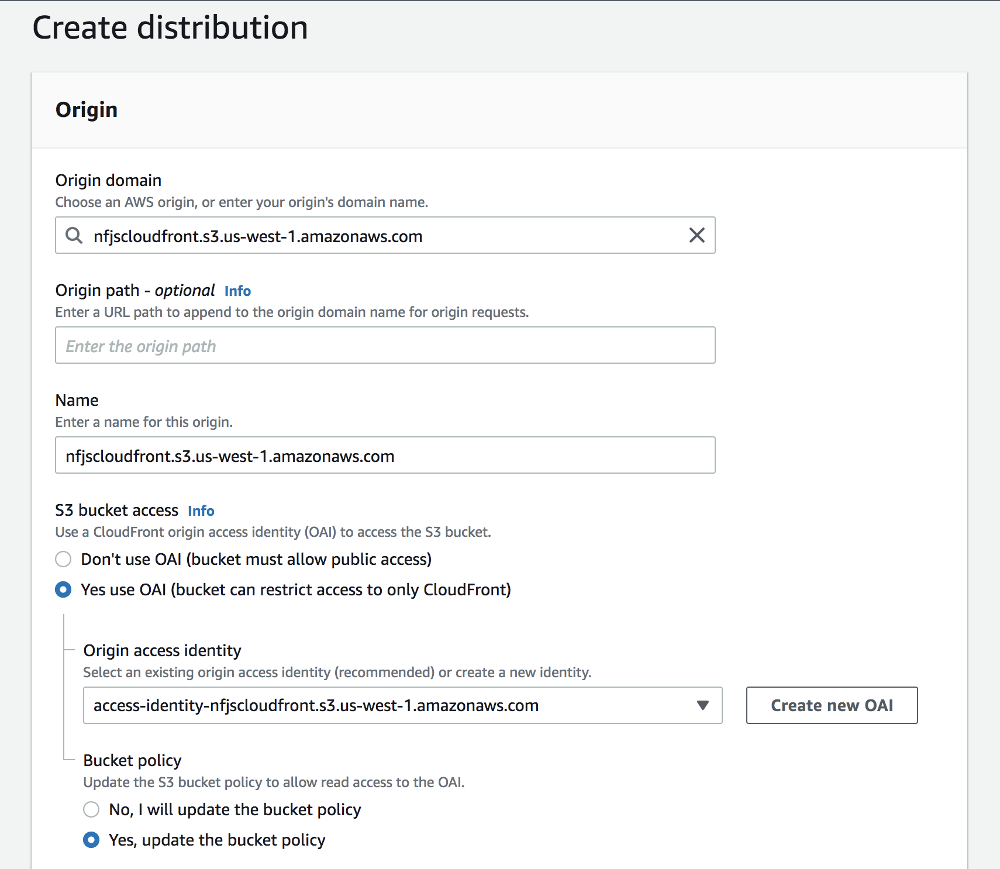 Create distribution
Origin
Origin domain
Choose an AWS origin, or enter your origin's domain name.
nfjscloudfront.s3.us-west-1.amazonaws.com
Origin path - optional Info
Enter a URL path to append to the origin domain name for origin requests.
Enter the origin path
Name
Enter a name for this origin.
nfjscloudfront.s3.us-west-1.amazonaws.com
S3 bucket access Info
Use a CloudFront origin access identity (OAI) to access the S3 bucket.
Don't use OAI (bucket must allow public access)
Yes use OAI (bucket can restrict access to only CloudFront)
Origin access identity
Select an existing origin access identity (recommended) or create a new identity.
access-identity-nfjscloudfront.s3.us-west-1.amazonaws.com
Create new OAI
Bucket policy
Update the S3 bucket policy to allow read access to the OAI.
No, I will update the bucket policy
Yes, update the bucket policy